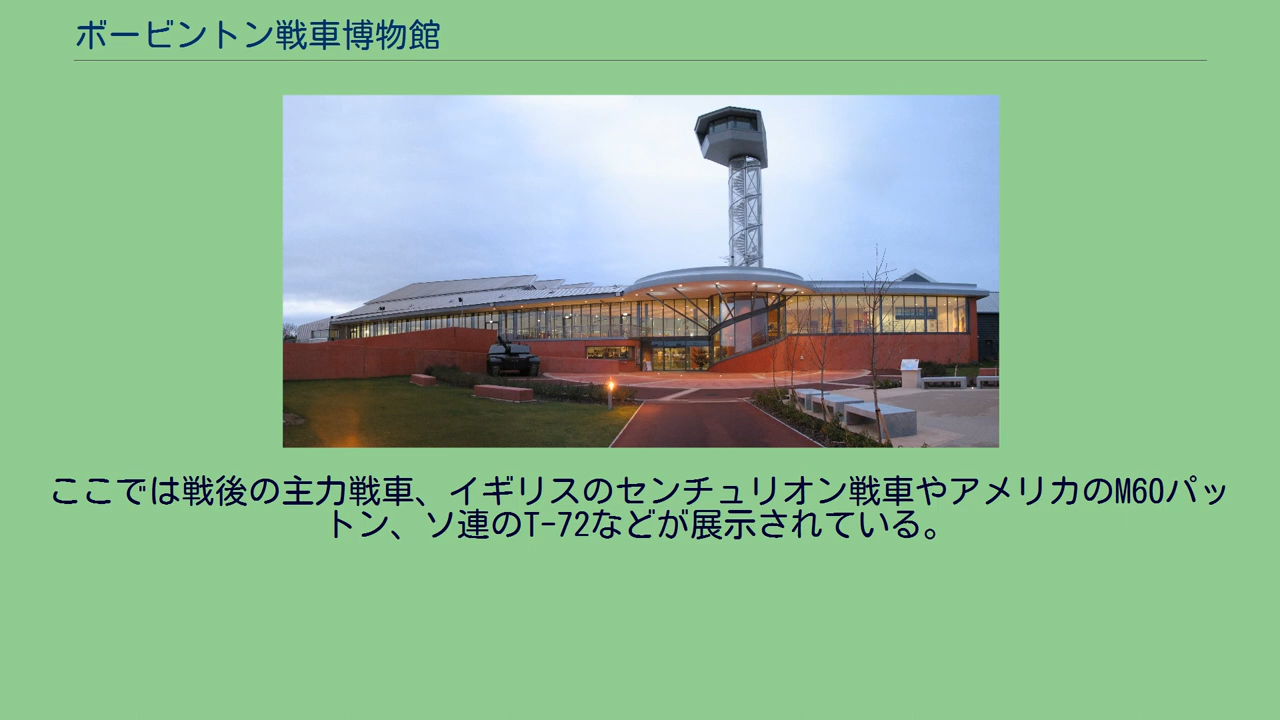 ボービントン戦車博物館
ここでは戦後の主力戦車、イギリスのセンチュリオン戦車やアメリカのM60パッ
トン、ソ連のT-72などが展示されている。